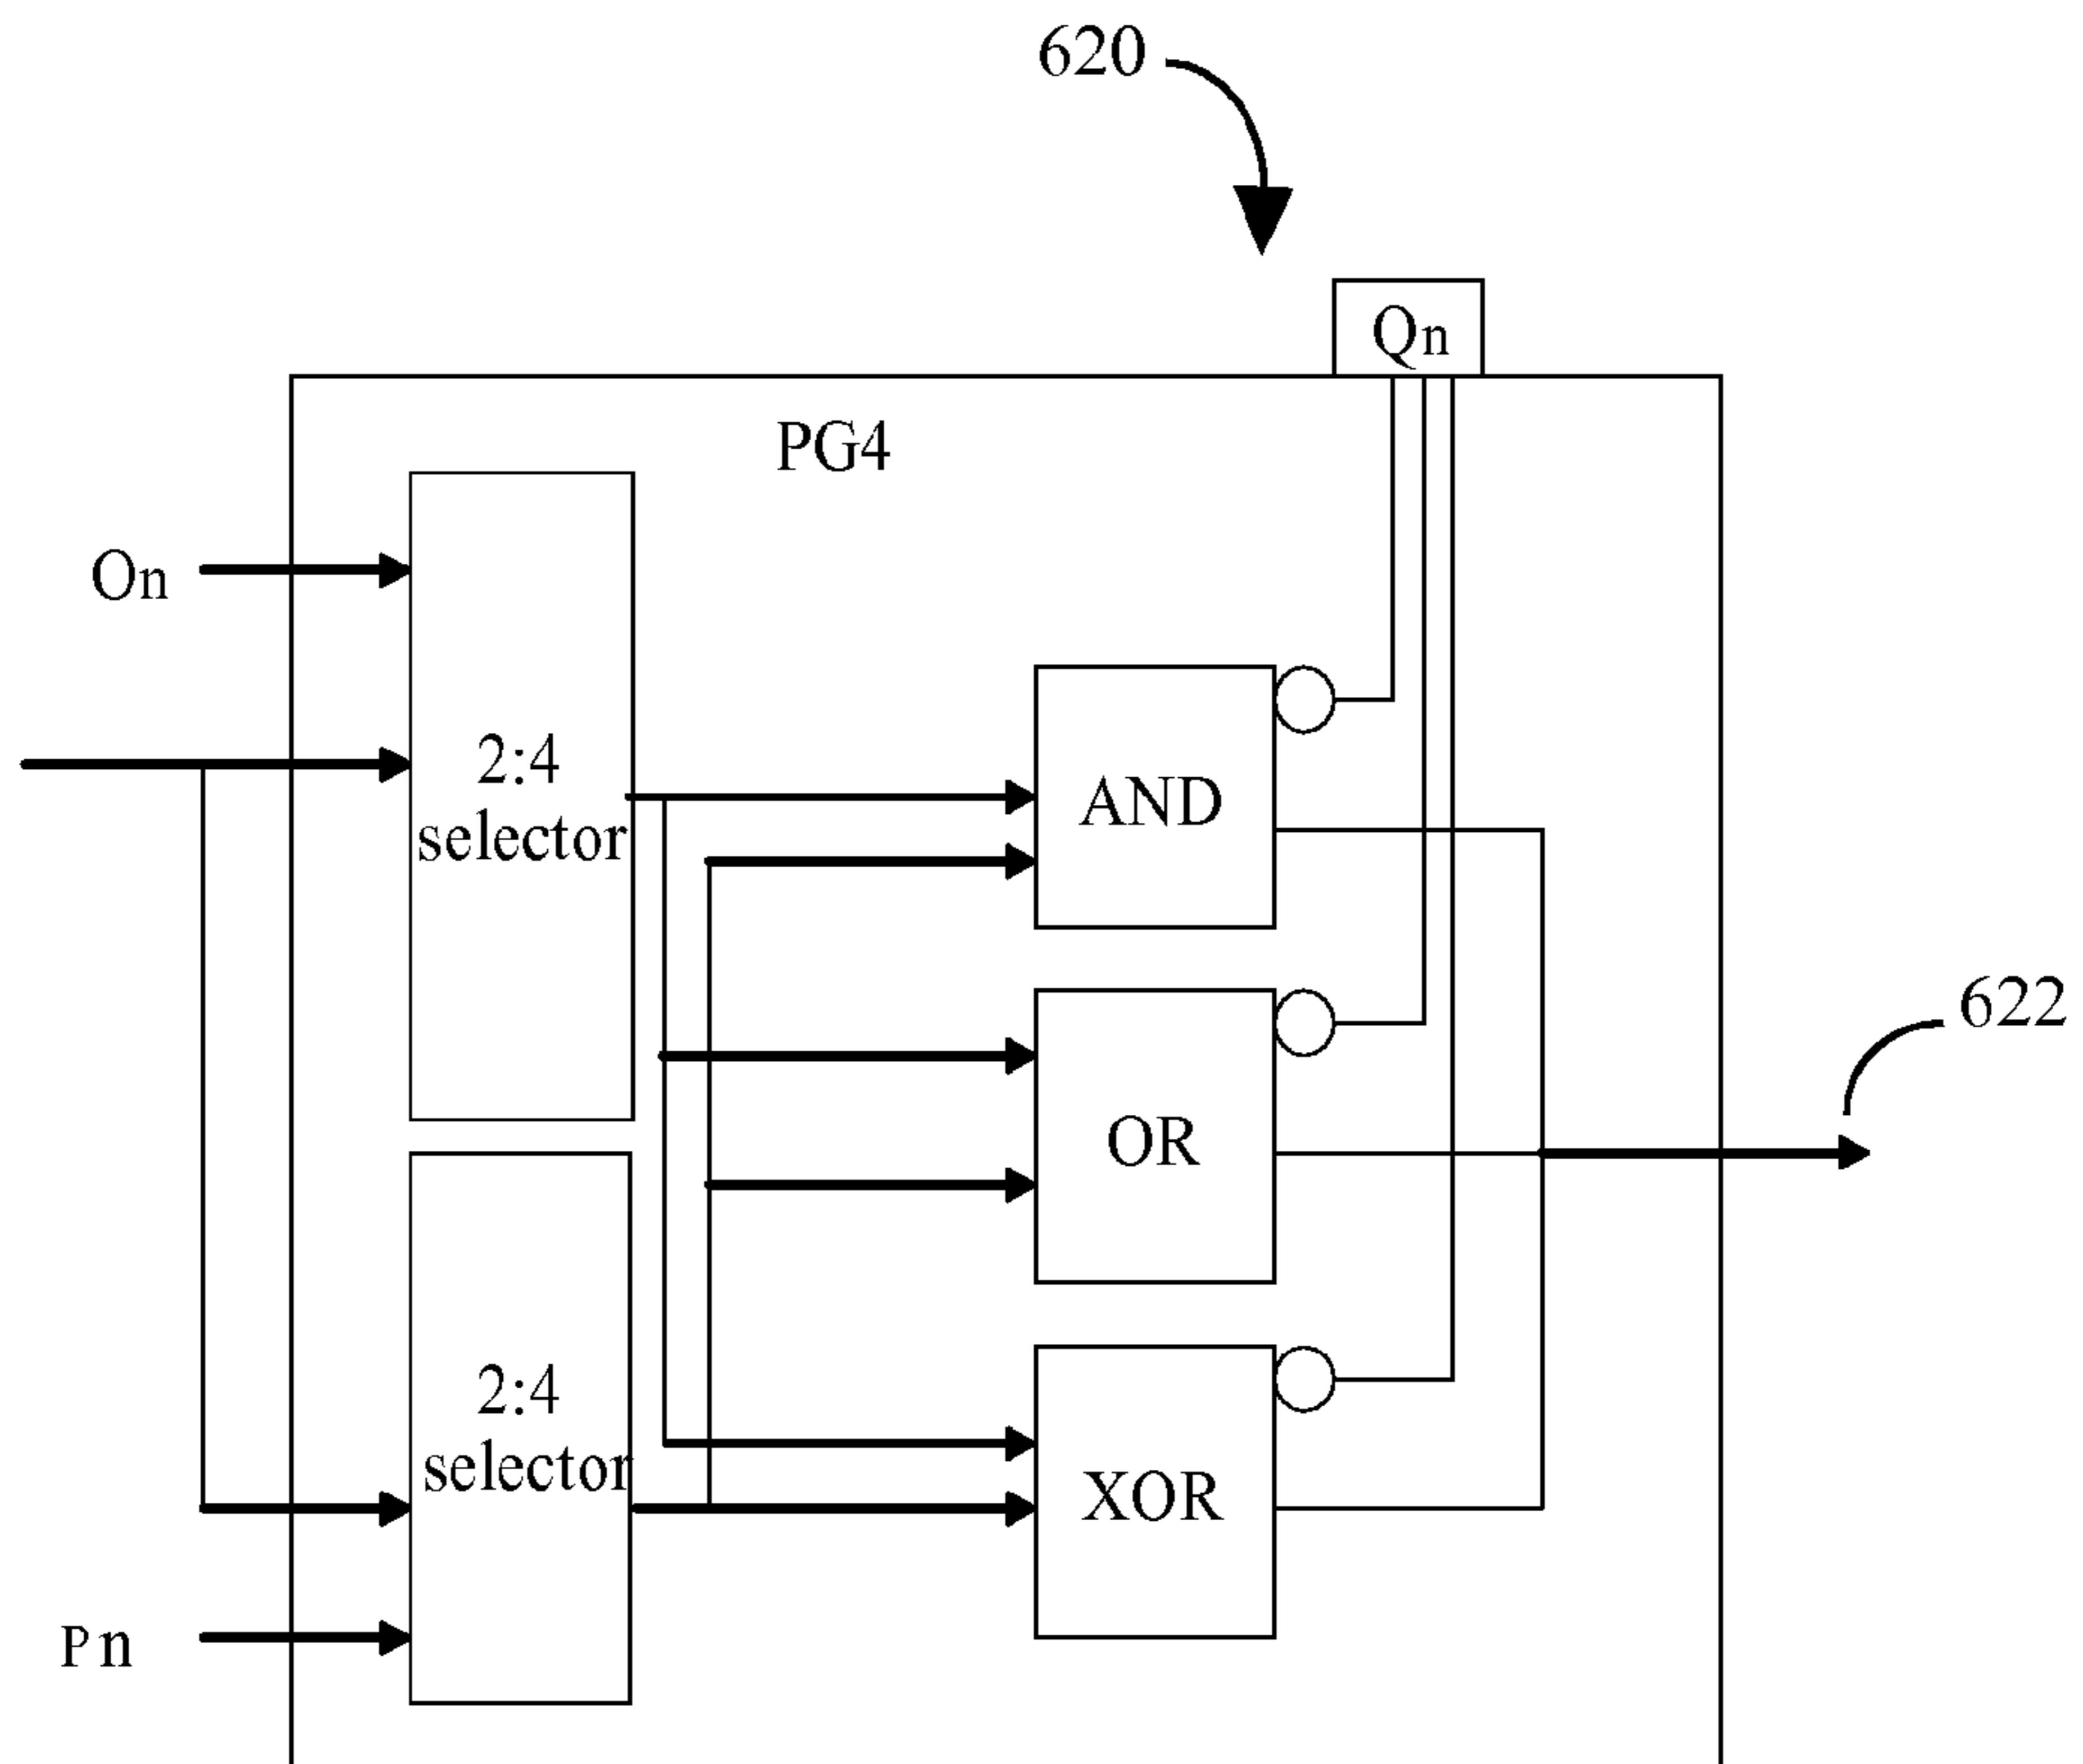 620
Qn
PG4
On
2:4
selector
AND
622
OR
2:4
selector
XOR
Pn